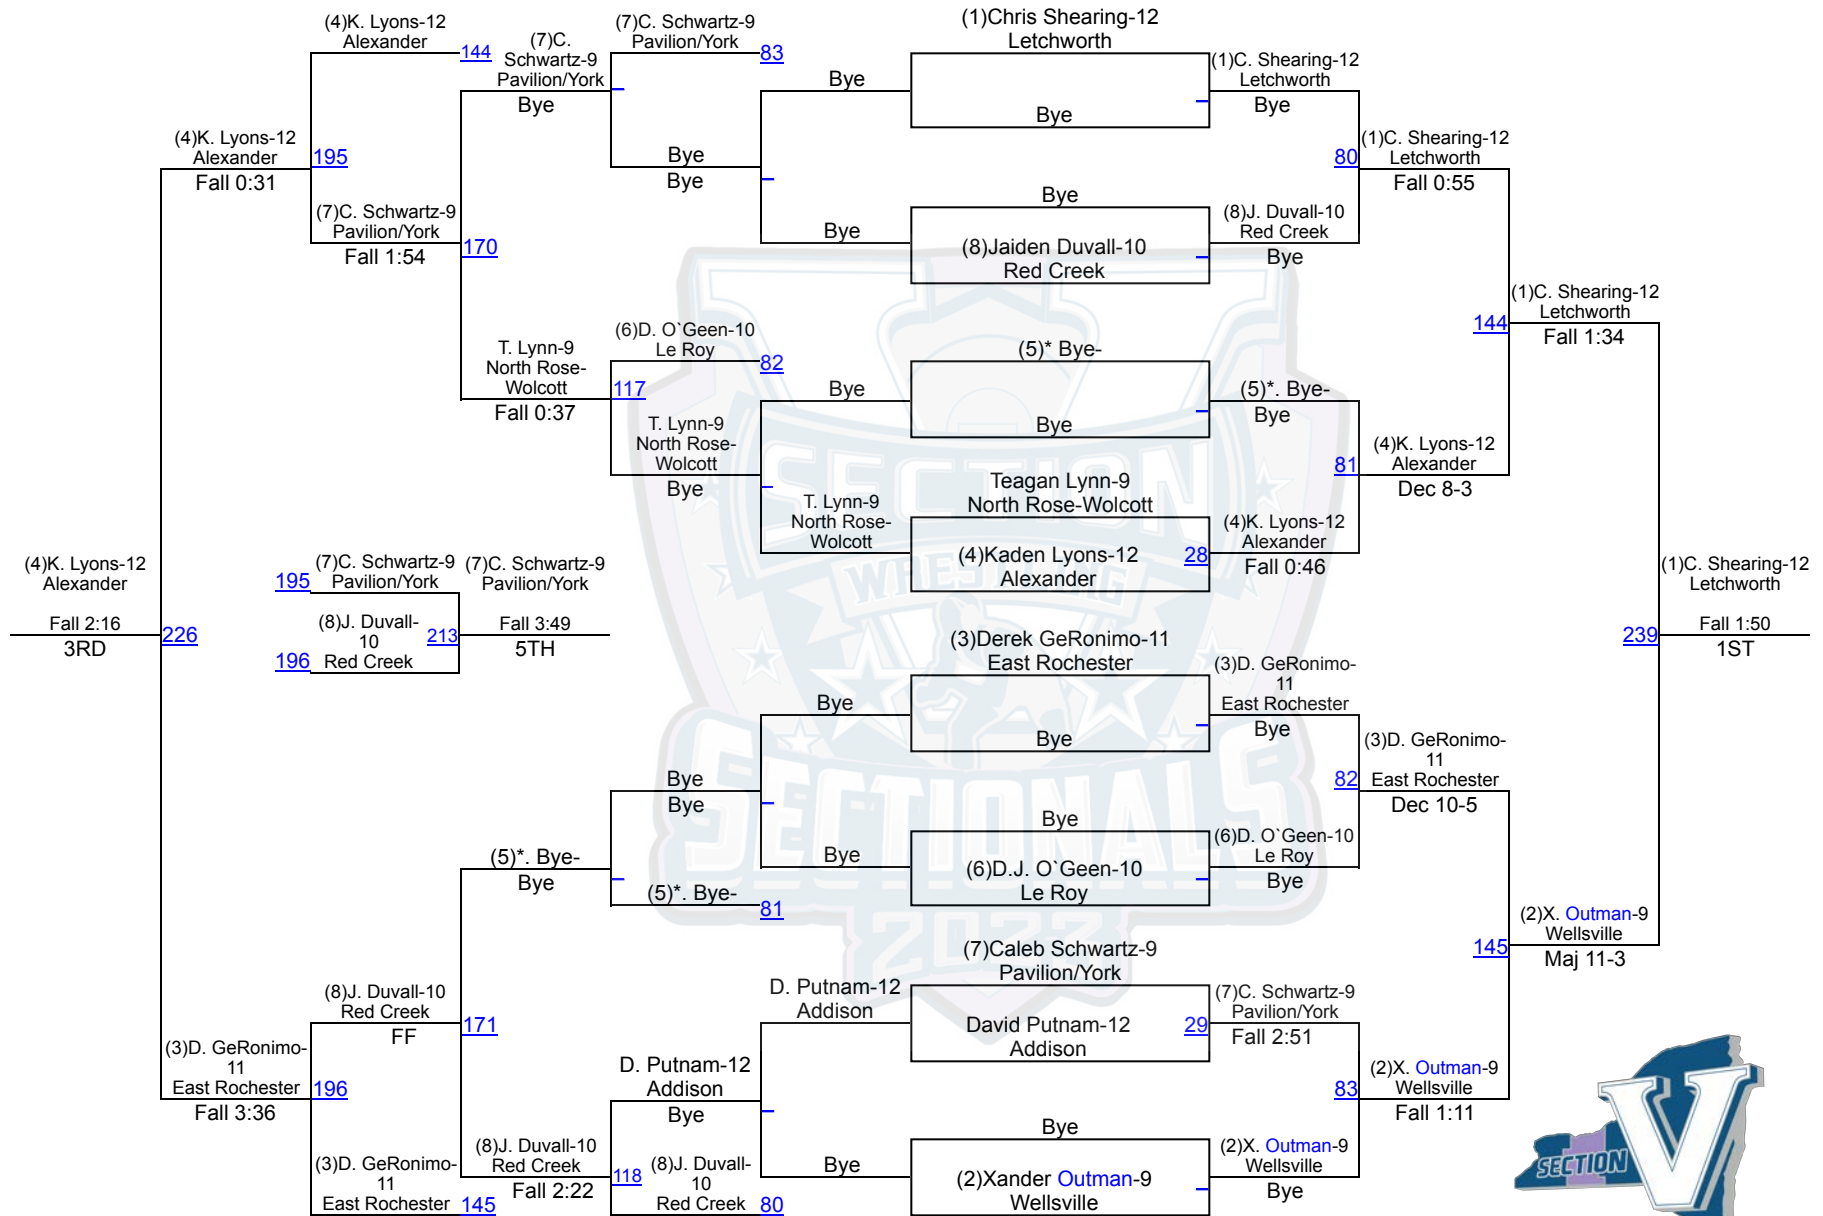 (4)K. Lyons-12
Alexander
144
(7)C.
Schwartz-9
Pavilion/York
Bye
(7)C. Schwartz-9
Pavilion/York
83
Bye
(1)Chris Shearing-12
Letchworth
Bye
(1)C. Shearing-12
Letchworth
Bye
(4)K. Lyons-12
Alexander
Fall 0:31
195
Bye
Bye
80
(1)C. Shearing-12
Letchworth
Fall 0:55
(7)C. Schwartz-9
Pavilion/York
Fall 1:54
170
Bye
Bye
(8)Jaiden Duvall-10
Red Creek
(8)J. Duvall-10
Red Creek
Bye
T. Lynn-9
North Rose-
Wolcott
Fall 0:37
(6)D. O`Geen-10
Le Roy
82
117
T. Lynn-9
North Rose-
Wolcott
Bye
Bye
(5)* Bye-
Bye
(5)*. Bye-
Bye
144
(1)C. Shearing-12
Letchworth
Fall 1:34
T. Lynn-9
North Rose-
Wolcott
Teagan Lynn-9
North Rose-Wolcott
(4)Kaden Lyons-12
Alexander
28
(4)K. Lyons-12
Alexander
Fall 0:46
81
(4)K. Lyons-12
Alexander
Dec 8-3
SECTION
WRESTLING
SECTIONALS
2023
(4)K. Lyons-12
Alexander
Fall 2:16
3RD
226
195
(7)C. Schwartz-9
Pavilion/York
(8)J. Duvall-
10
Red Creek
196
213
(7)C. Schwartz-9
Pavilion/York
Fall 3:49
5TH
239
(1)C. Shearing-12
Letchworth
Fall 1:50
1ST
Bye
(3)Derek GeRonimo-11
East Rochester
Bye
(3)D. GeRonimo-
11
East Rochester
Bye
Bye
Bye
82
(3)D. GeRonimo-
11
East Rochester
Dec 10-5
(5)*. Bye-
Bye
(5)*. Bye-
81
Bye
Bye
(6)D.J. O`Geen-10
Le Roy
(6)D. O`Geen-10
Le Roy
Bye
145
(2)X. Outman-9
Wellsville
Maj 11-3
(8)J. Duvall-10
Red Creek
FF
171
D. Putnam-12
Addison
(7)Caleb Schwartz-9
Pavilion/York
David Putnam-12
Addison
29
(7)C. Schwartz-9
Pavilion/York
Fall 2:51
(3)D. GeRonimo-
11
East Rochester
Fall 3:36
196
D. Putnam-12
Addison
Bye
83
(2)X. Outman-9
Wellsville
Fall 1:11
(3)D. GeRonimo-
11
East Rochester
145
(8)J. Duvall-10
Red Creek
Fall 2:22
118
(8)J. Duvall-
10
Red Creek
80
Bye
Bye
(2)Xander Outman-9
Wellsville
(2)X. Outman-9
Wellsville
Bye
SECTION
V